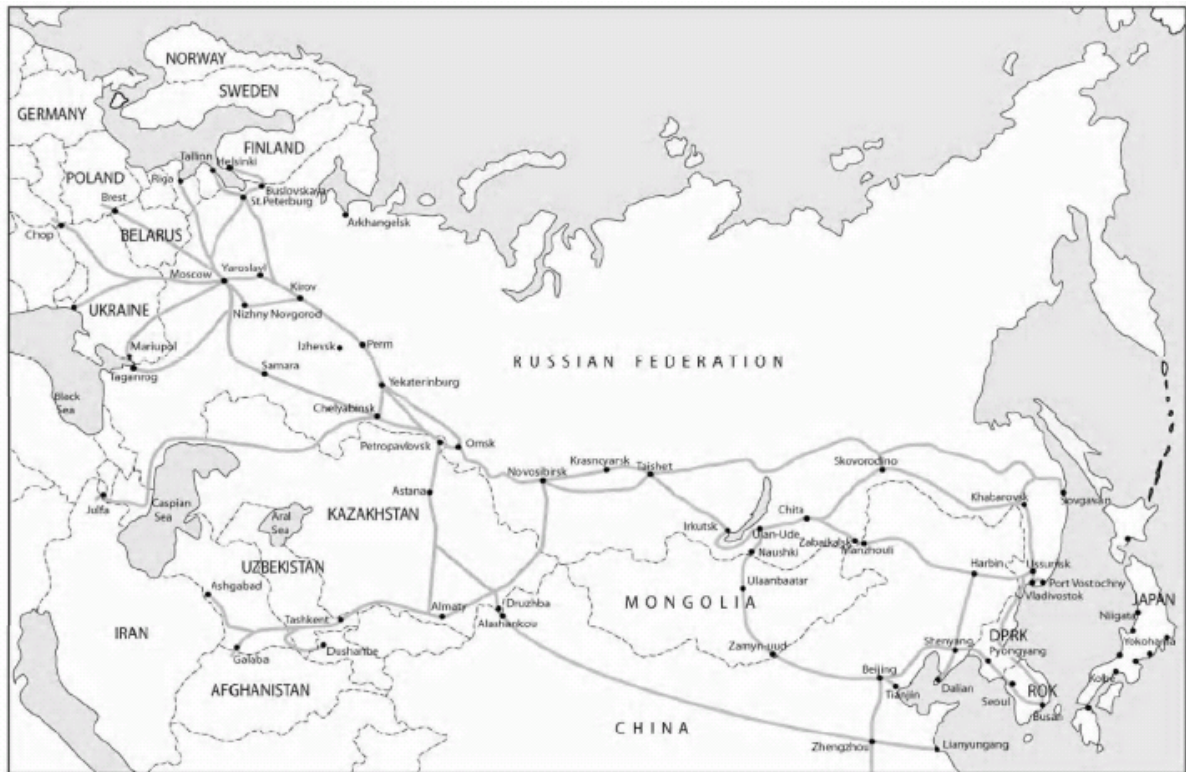 NORWAY
SWEDEN
GERMANY
FINLAND
Tallinn
Helsinki
POLAND
Riga
Buslovskaya
Brest
St.Peterburg
Arkhangelsk
Chop
BELARUS
Moscow
Yaroslavl
Kirov
UKRAINE
Nizhny Novgorod
Mariupol
Izhevsk
Perm
RUSSIAN FEDERATION
Taganrog
Samara
Yekaterinburg
Black
Sea
Chelyabinsk
Petropavlovsk
Omsk
Novosibirsk
Krasnoyarsk
Taishet
Skovorodino
Astana
Khabarovsk
Sovgavan
Julfa
Caspian
Sea
Aral
Sea
KAZAKHSTAN
Irkutsk
Chita
Ulan-Ude
Zabaikalsk
Manzhouli
Naushki
UZBEKISTAN
Harbin
Ussurijsk
Ashgabad
Ulaanbaatar
Port Vostochny
Vladivostok
Druzhba
Almaty
Alashankou
MONGOLIA
JAPAN
Niigata
IRAN
Tashkent
DPRK
Shenyang
Pyongyang
Yokohama
Galaba
Dushanbe
Zamyn-uud
AFGHANISTAN
Beijing
Tianjin
Dalian
Seoul
ROK
Kobe
Busan
CHINA
Zhengzhou
Lianyungang